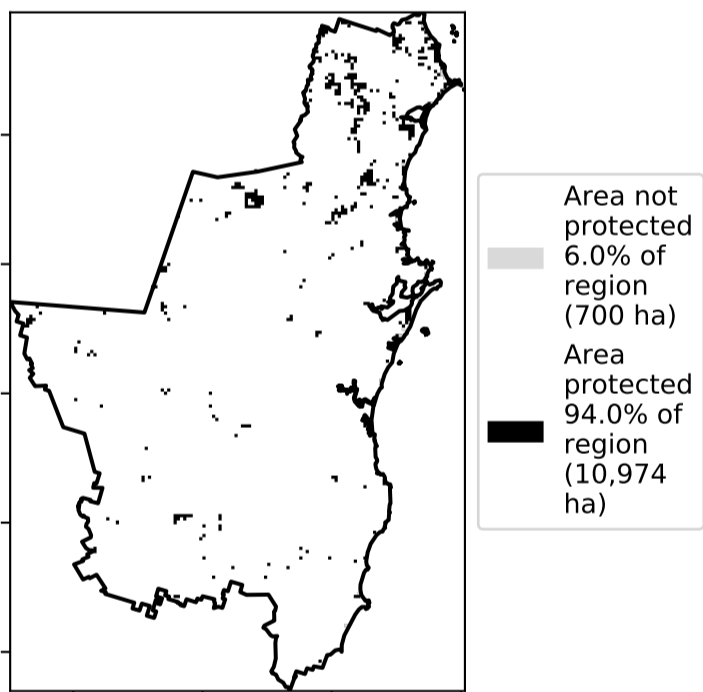 Area not
protected
6.0% of
region
(700 ha)
Area
protected
94.0% of
region
(10,974
ha)